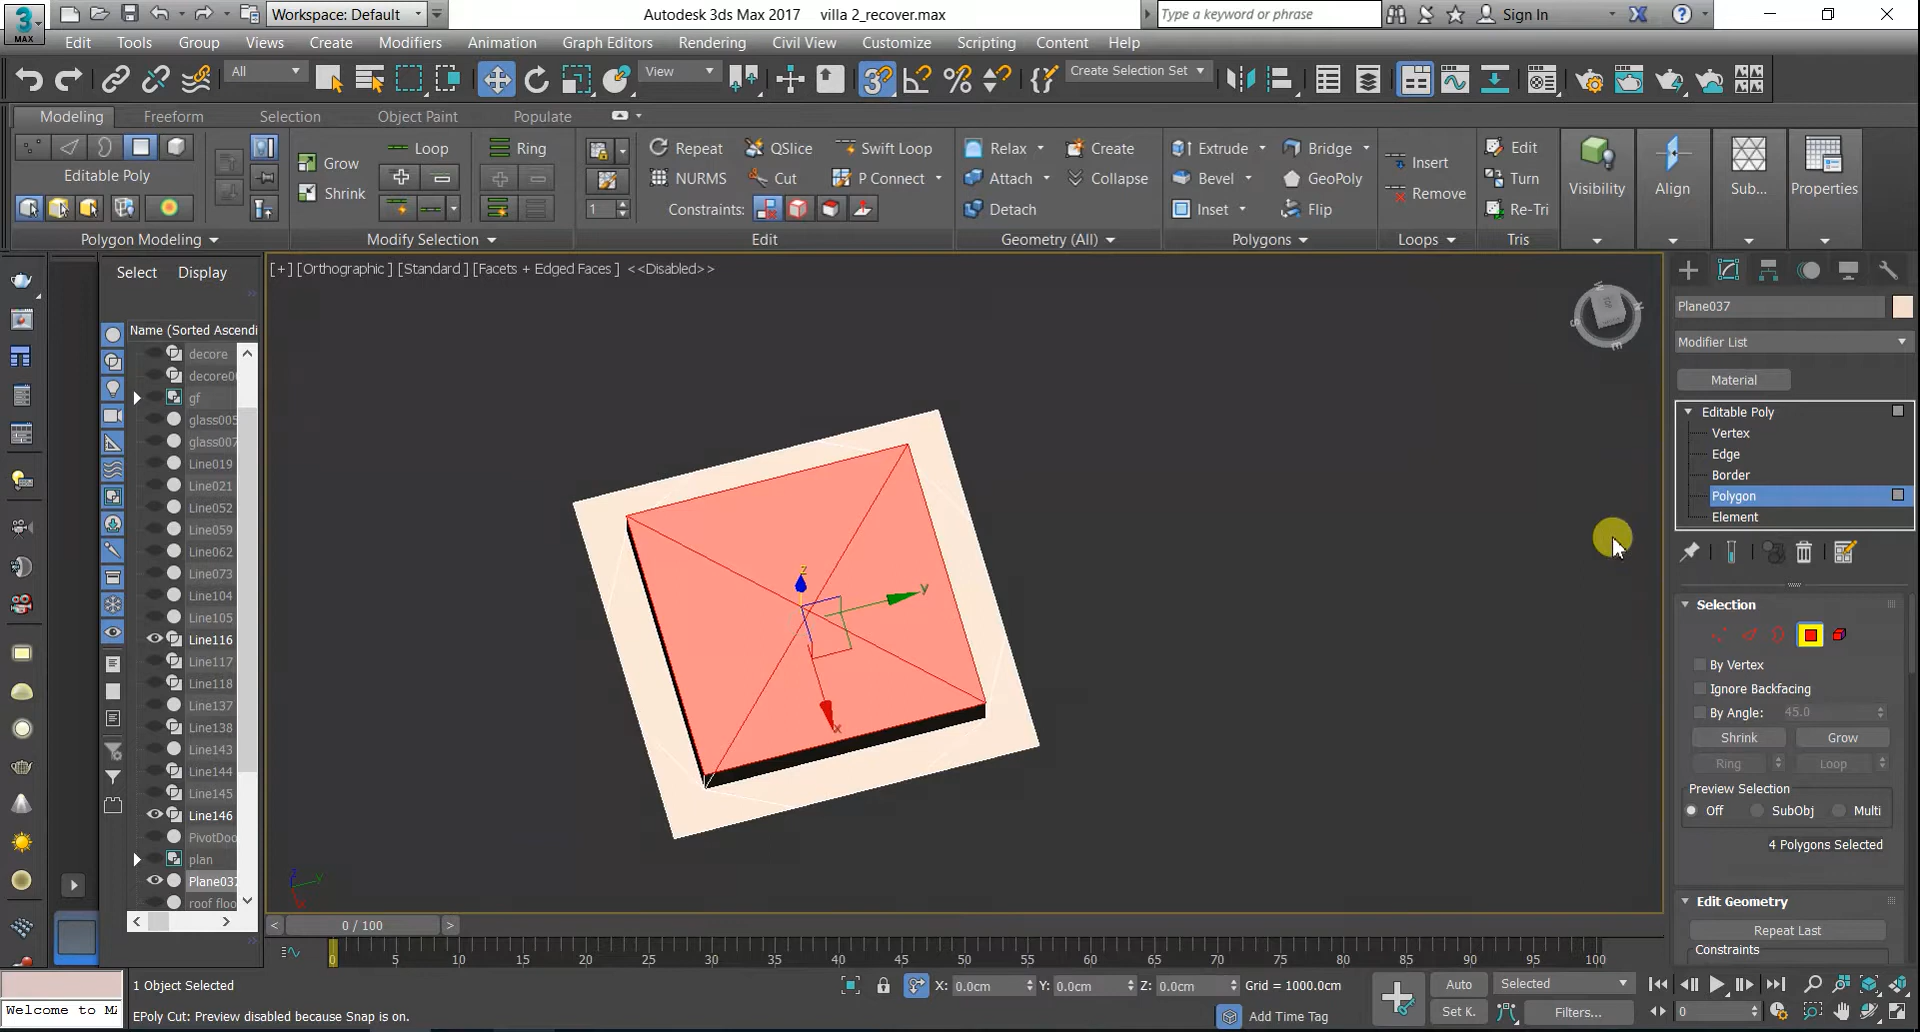 Workspace: Default
Autodesk 3ds Max 2017 villa 2_recover.max
Type a keyword or phrase
Sign In
3
MAX
Edit Tools Group Views Create Modifiers Animation Graph Editors Rendering Civil View Customize Scripting Content Help
All View Create Selection Set
Modeling Freeform Selection Object Paint Populate
Editable Poly
Polygon Modeling
Grow
Shrink
Loop
Modify Selection
Ring
1
Repeat QSlice Swift Loop
NURMS Cut P Connect
Constraints:
Edit
Relax Create
Attach Collapse
Detach
Geometry (All)
Extrude Bridge
Bevel GeoPoly
Inset Flip
Polygons
Insert
Remove
Loops
Edit
Turn
Re-Tri
Tris
Visibility
Align
Sub...
Properties
Select Display
Name (Sorted Ascendi
decore
decore0
gf
glass005
glass007
Line019
Line021
Line052
Line059
Line062
Line073
Line104
Line105
Line116
Line117
Line118
Line137
Line138
Line143
Line144
Line145
Line146
PivotDoo
plan
Plane037
roof floo
[+] [Orthographic ] [Standard ] [Facets + Edged Faces ] <<Disabled>>
z
y
x
Plane037
Modifier List
Material
Editable Poly
Vertex
Edge
Border
Polygon
Element
Selection
By Vertex
Ignore Backfacing
By Angle: 45.0
Shrink Grow
Ring Loop
Preview Selection
Off SubObj Multi
4 Polygons Selected
Edit Geometry
Repeat Last
Constraints
< 0 / 100 >
0 5 10 15 20 25 30 35 40 45 50 55 60 65 70 75 80 85 90 95 100
1 Object Selected
X: 0.0cm Y: 0.0cm Z: 0.0cm Grid = 1000.0cm
Auto Selected
Welcome to
EPoly Cut: Preview disabled because Snap is on.
Add Time Tag
Set K. Filters...
0